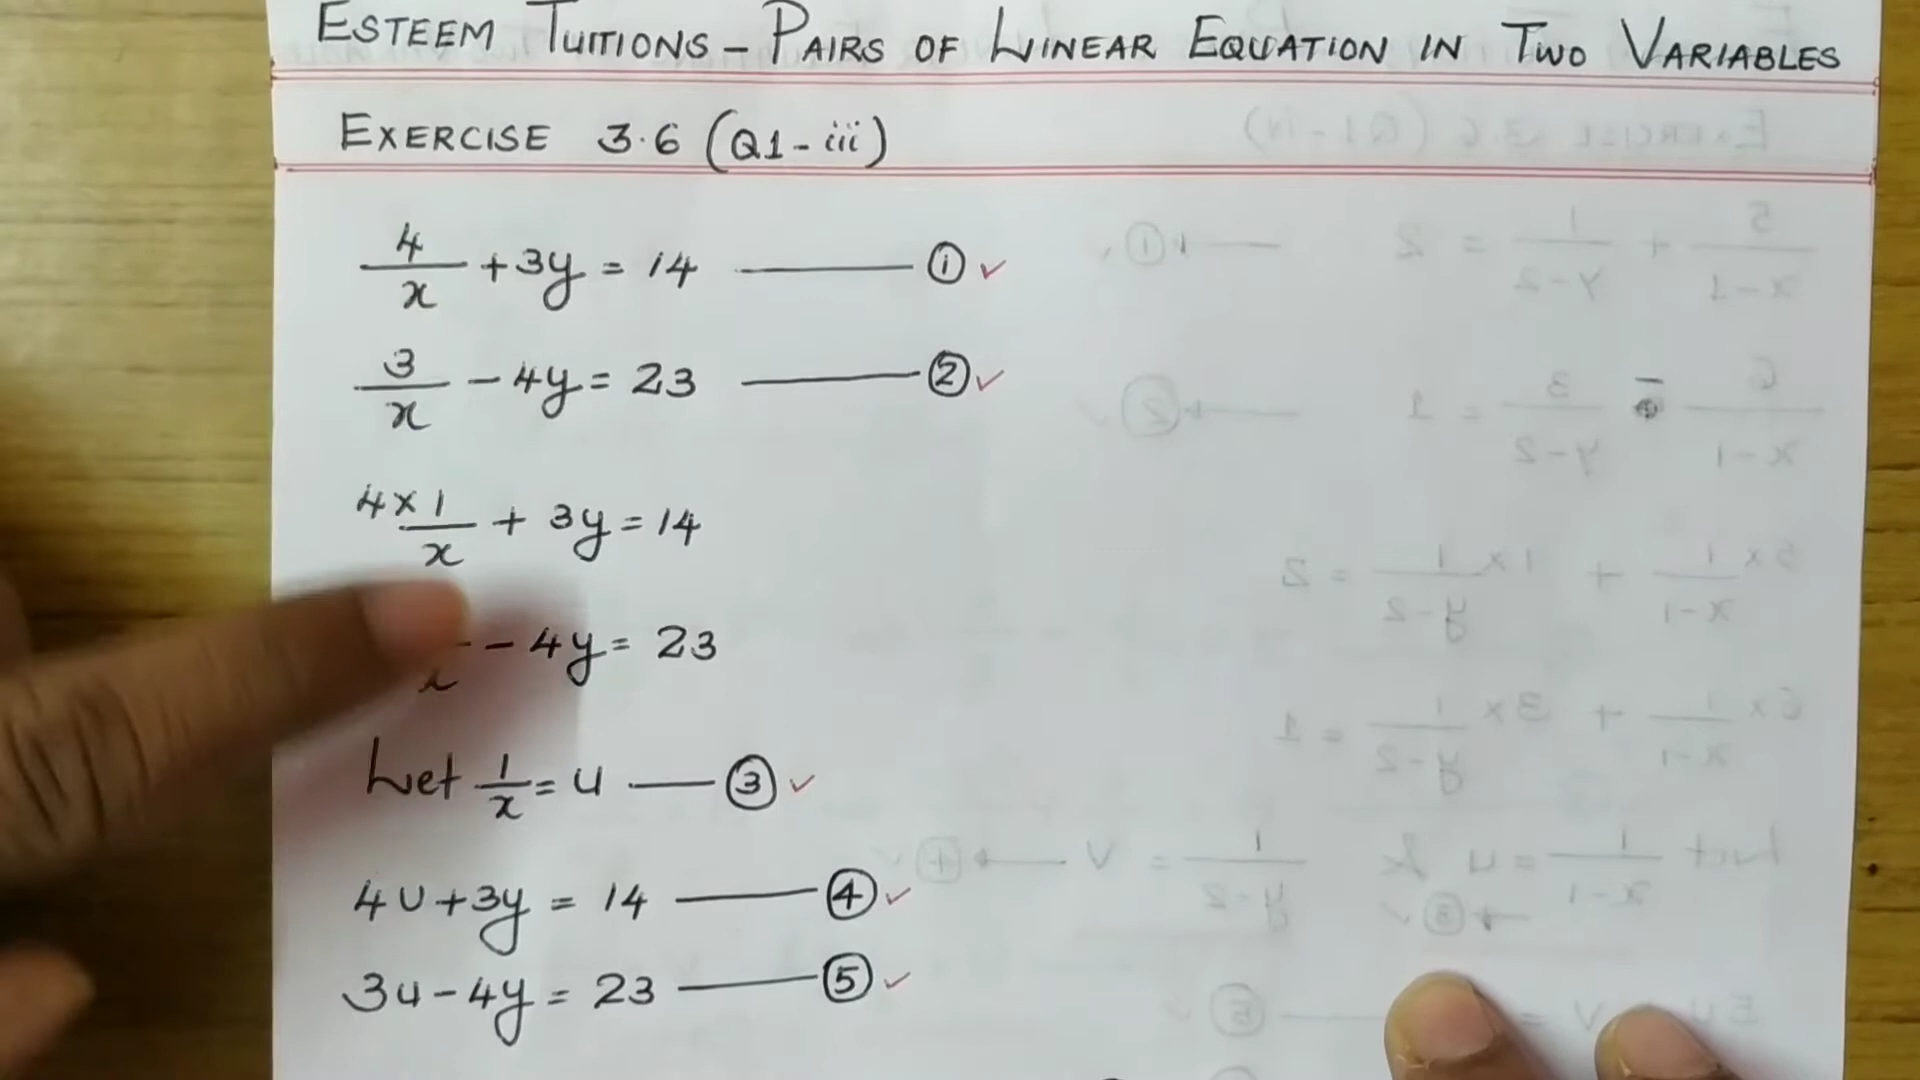 ESTEEM TUITIONS - PAIRS OF LINEAR EQUATION IN TWO VARIABLES
EXERCISE 3.6 (Q1 - iii)
4/x + 3y = 14 —— ① ✓
3/x - 4y = 23 —— ② ✓
4 × 1/x + 3y = 14
- 4y = 23
Let 1/x = u —— ③ ✓
4u + 3y = 14 —— ④ ✓
3u - 4y = 23 —— ⑤ ✓